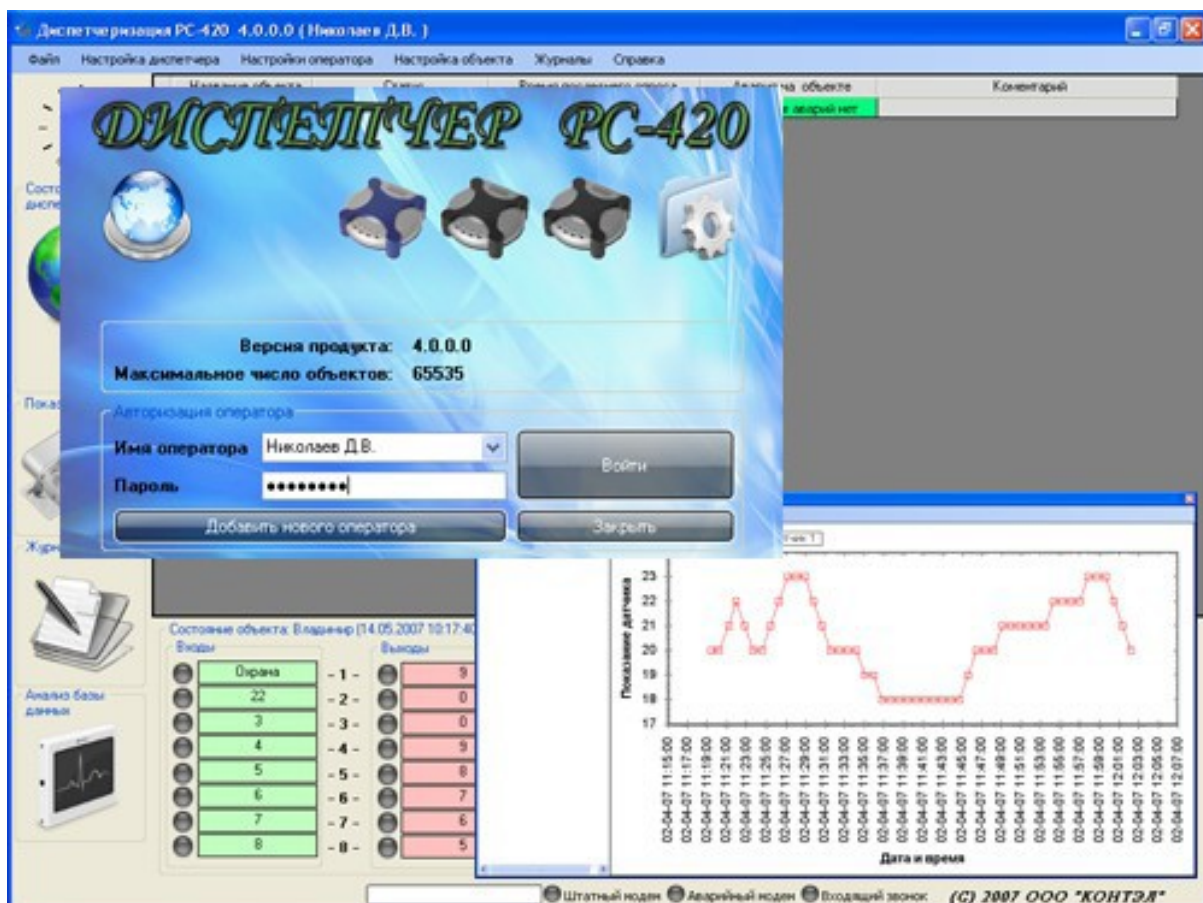 Диспетчеризация РС-420 4.0.0.0 ( Николаев Д.В. )
Файл Настройка диспетчера Настройки оператора Настройка объекта Журналы Справка
Название объекта Статус Время последнего опроса Авария на объекте Коментарий
аварий нет
ДИСПЕТЧЕР РС-420
Версия продукта: 4.0.0.0
Максимальное число объектов: 65535
Авторизация оператора
Имя оператора Николаев Д.В.
Войти
Пароль ●●●●●●●●
Добавить нового оператора Закрыть
Анализ базы
данных
Состояние объекта: Владимир (14.05.2007 10:17:40
Входы Выходы
Охрана - 1 - 9
22 - 2 - 0
3 - 3 - 0
4 - 4 - 9
5 - 5 - 8
6 - 6 - 7
7 - 7 - 6
8 - 8 - 5
Показание датчика
23
22
21
20
19
18
17
02-04-07 11:15:00
02-04-07 11:17:00
02-04-07 11:19:00
02-04-07 11:21:00
02-04-07 11:23:00
02-04-07 11:25:00
02-04-07 11:27:00
02-04-07 11:29:00
02-04-07 11:31:00
02-04-07 11:33:00
02-04-07 11:35:00
02-04-07 11:37:00
02-04-07 11:39:00
02-04-07 11:41:00
02-04-07 11:43:00
02-04-07 11:45:00
02-04-07 11:47:00
02-04-07 11:49:00
02-04-07 11:51:00
02-04-07 11:53:00
02-04-07 11:55:00
02-04-07 11:57:00
02-04-07 11:59:00
02-04-07 12:01:00
02-04-07 12:03:00
02-04-07 12:05:00
02-04-07 12:07:00
Дата и время
Штатный модем Аварийный модем Входящий звонок (C) 2007 ООО "КОНТЭЛ"